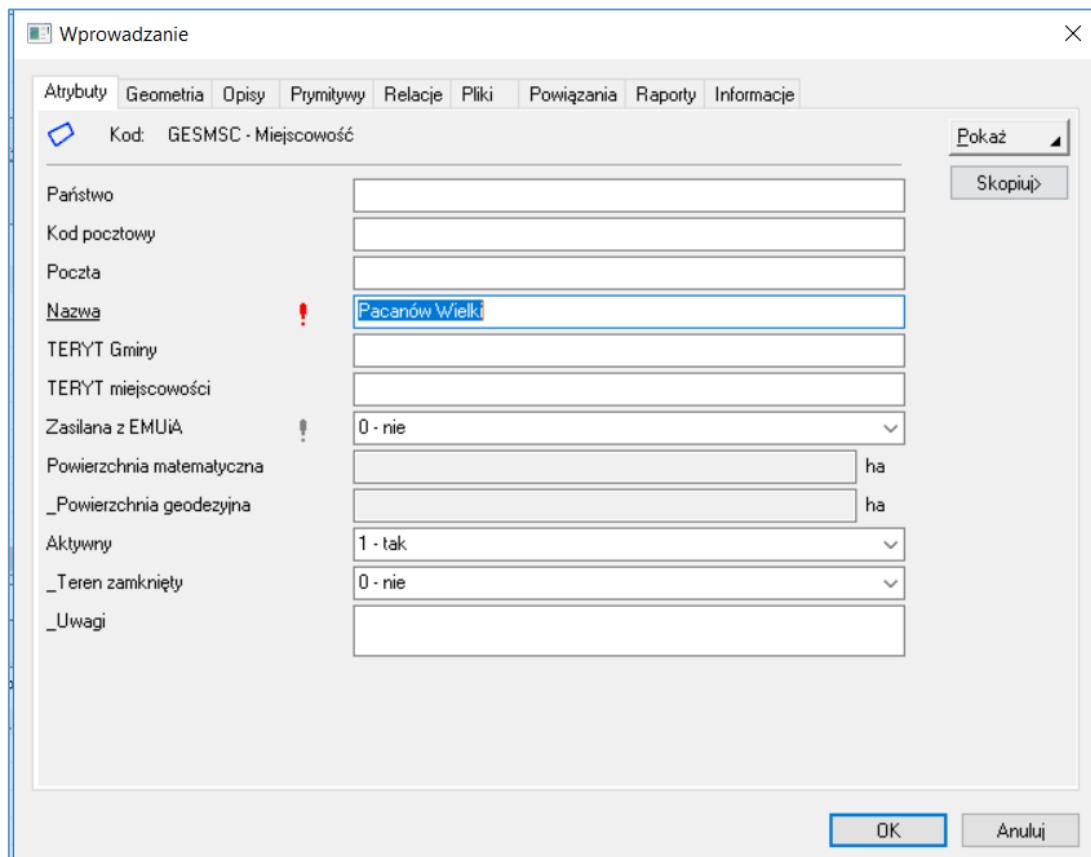 Wprowadzanie
Atrybuty Geometria Opisy Prymitywy Relacje Pliki Powiązania Raporty Informacje
Kod: GESMSC - Miejscowość
Pokaż
Skopiuj>
Państwo
Kod pocztowy
Poczta
Nazwa Pacanów Wielki
TERYT Gminy
TERYT miejscowości
Zasilana z EMUiA 0 - nie
Powierzchnia matematyczna ha
_Powierzchnia geodezyjna ha
Aktywny 1 - tak
_Teren zamknięty 0 - nie
_Uwagi
OK Anuluj